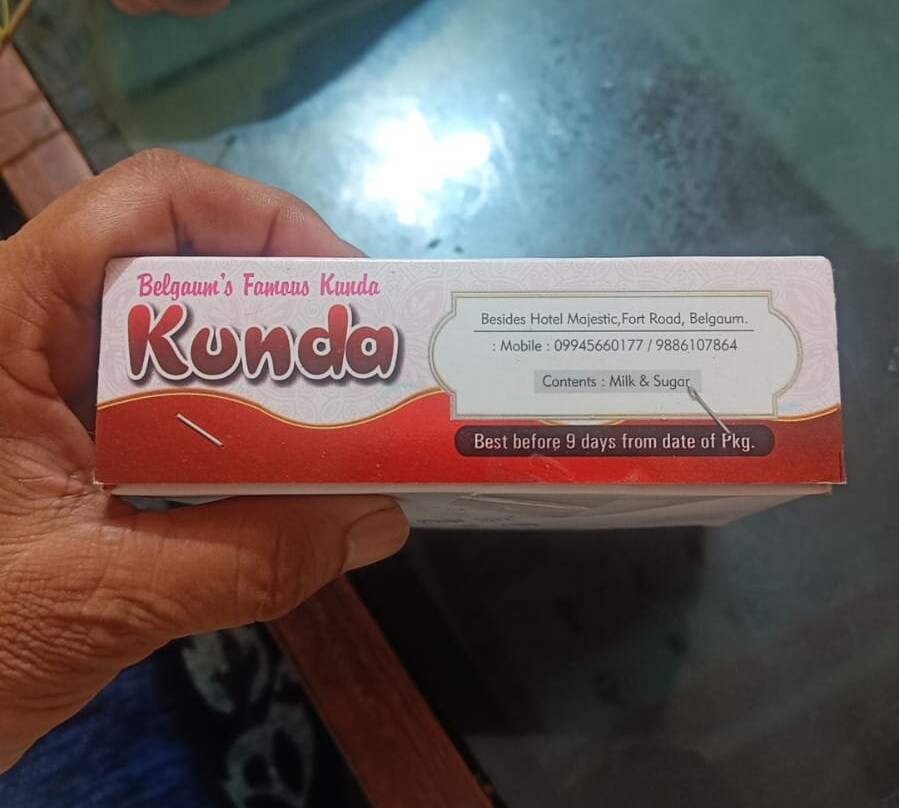 Belgaum's Famous Kunda
Kunda
Besides Hotel Majestic,Fort Road, Belgaum.
: Mobile : 09945660177 / 9886107864
Contents : Milk & Sugar
Best before 9 days from date of Pkg.